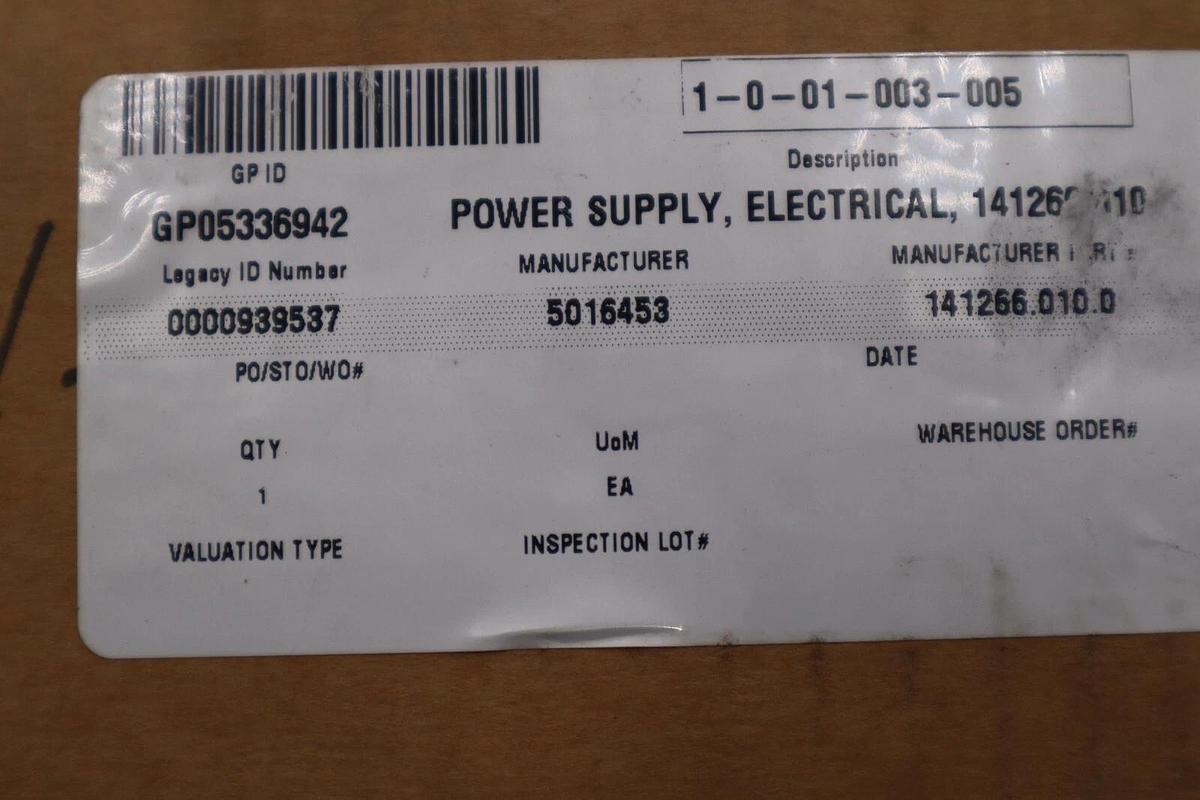 1-0-01-003-005
GP ID
Description
GP05336942
POWER SUPPLY, ELECTRICAL,
Legacy ID Number
MANUFACTURER
MANUFACTURER
0000939537
5016453
141266.010.0
PO/STO/WO#
DATE
QTY
UoM
WAREHOUSE ORDER#
1
EA
VALUATION TYPE
INSPECTION LOT#